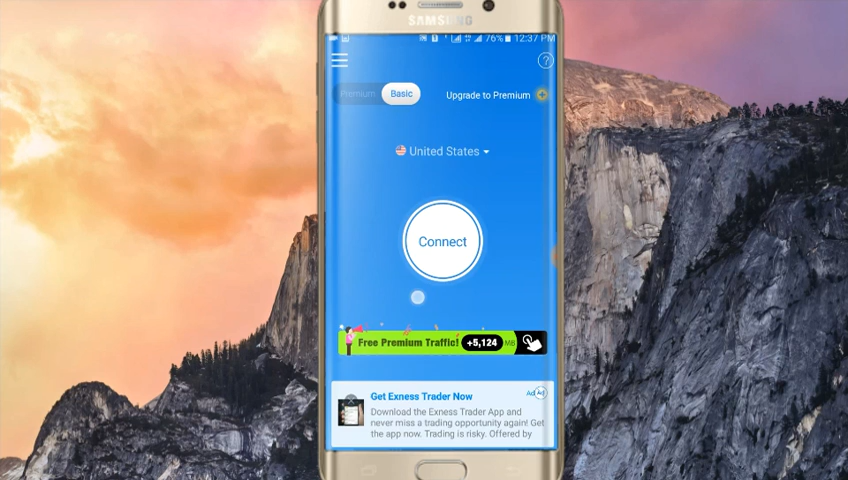 SAMSUNG
76% 12:37 PM
?
Premium Basic Upgrade to Premium +
United States
Connect
Free Premium Traffic! +5,124 MB
Get Exness Trader Now
Ad Ad
Download the Exness Trader App and
never miss a trading opportunity again! Get
the app now. Trading is risky. Offered by